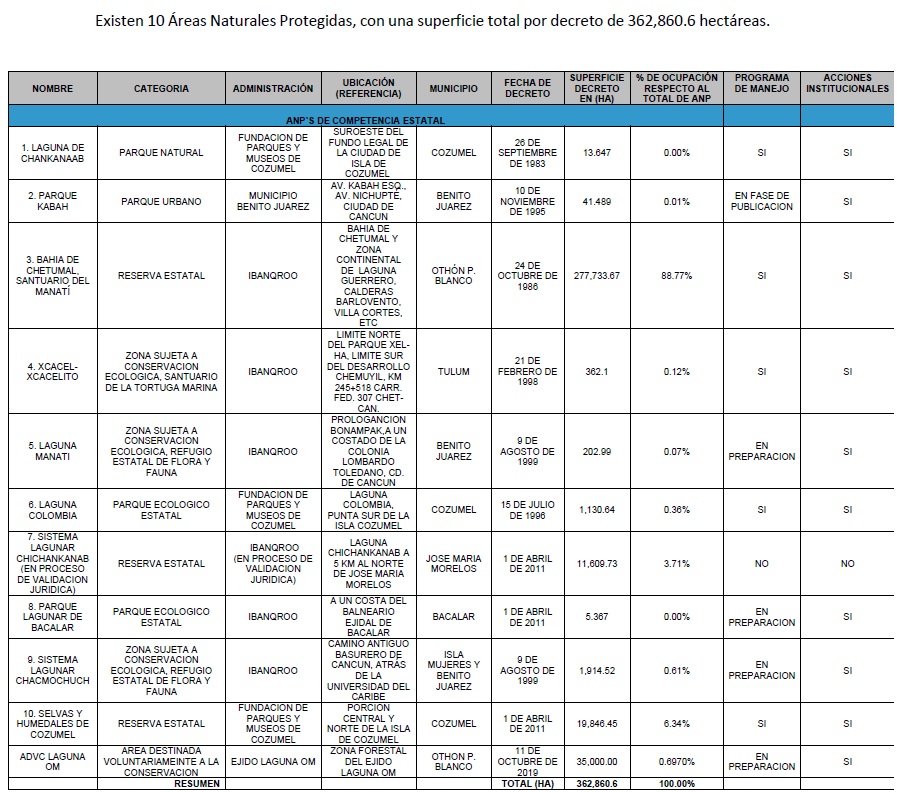 Existen 10 Áreas Naturales Protegidas, con una superficie total por decreto de 362,860.6 hectáreas.
NOMBRE
CATEGORIA
ADMINISTRACIÓN
UBICACIÓN
(REFERENCIA)
MUNICIPIO
FECHA DE
DECRETO
SUPERFICIE
DECRETO
EN (HA)
% DE OCUPACIÓN
RESPECTO AL
TOTAL DE ANP
PROGRAMA
DE MANEJO
ACCIONES
INSTITUCIONALES
ANP`S DE COMPETENCIA ESTATAL
1. LAGUNA DE
CHANKANAAB
PARQUE NATURAL
FUNDACION DE
PARQUES Y
MUSEOS DE
COZUMEL
SUROESTE DEL
FUNDO LEGAL DE
LA CIUDAD DE
ISLA DE
COZUMEL
COZUMEL
26 DE
SEPTIEMBRE
DE 1983
13.647
0.00%
SI
SI
2. PARQUE
KABAH
PARQUE URBANO
MUNICIPIO
BENITO JUAREZ
AV. KABAH ESQ.,
AV. NICHUPTÉ,
CIUDAD DE
CANCUN
BENITO
JUAREZ
10 DE
NOVIEMBRE
DE 1995
41.489
0.01%
EN FASE DE
PUBLICACION
SI
3. BAHIA DE
CHETUMAL,
SANTUARIO DEL
MANATÍ
RESERVA ESTATAL
IBANQROO
BAHIA DE
CHETUMAL Y
ZONA
CONTINENTAL
DE LAGUNA
GUERRERO,
CALDERAS
BARLOVENTO,
VILLA CORTES,
ETC
OTHÓN P.
BLANCO
24 DE
OCTUBRE DE
1986
277,733.67
88.77%
SI
SI
4. XCACEL-
XCACELITO
ZONA SUJETA A
CONSERVACION
ECOLOGICA, SANTUARIO
DE LA TORTUGA MARINA
IBANQROO
LIMITE NORTE
DEL PARQUE XEL-
HA, LIMITE SUR
DEL DESARROLLO
CHEMUYIL, KM
245+518 CARR.
FED. 307 CHET-
CAN.
TULUM
21 DE
FEBRERO DE
1998
362.1
0.12%
SI
SI
5. LAGUNA
MANATI
ZONA SUJETA A
CONSERVACION
ECOLOGICA, REFUGIO
ESTATAL DE FLORA Y
FAUNA
IBANQROO
PROLOGANCION
BONAMPAK,A UN
COSTADO DE LA
COLONIA
LOMBARDO
TOLEDANO, CD.
DE CANCUN
BENITO
JUAREZ
9 DE
AGOSTO DE
1999
202.99
0.07%
EN
PREPARACION
SI
6. LAGUNA
COLOMBIA
PARQUE ECOLOGICO
ESTATAL
FUNDACION DE
PARQUES Y
MUSEOS DE
COZUMEL
LAGUNA
COLOMBIA,
PUNTA SUR DE LA
ISLA COZUMEL
COZUMEL
15 DE JULIO
DE 1996
1,130.64
0.36%
SI
SI
7. SISTEMA
LAGUNAR
CHICHANKANAB
(EN PROCESO
DE VALIDACION
JURIDICA)
RESERVA ESTATAL
IBANQROO
(EN PROCESO DE
VALIDACION
JURIDICA)
LAGUNA
CHICHANKANAB A
5 KM AL NORTE
DE JOSE MARIA
MORELOS
JOSE MARIA
MORELOS
1 DE ABRIL
DE 2011
11,609.73
3.71%
NO
NO
8. PARQUE
LAGUNAR DE
BACALAR
PARQUE ECOLOGICO
ESTATAL
IBANQROO
A UN COSTA DEL
BALNEARIO
EJIDAL DE
BACALAR
BACALAR
1 DE ABRIL
DE 2011
5.367
0.00%
EN
PREPARACION
SI
9. SISTEMA
LAGUNAR
CHACMOCHUCH
ZONA SUJETA A
CONSERVACION
ECOLOGICA, REFUGIO
ESTATAL DE FLORA Y
FAUNA
IBANQROO
CAMINO ANTIGUO
BASURERO DE
CANCUN, ATRÁS
DE LA
UNIVERSIDAD DEL
CARIBE
ISLA
MUJERES Y
BENITO
JUAREZ
9 DE
AGOSTO DE
1999
1,914.52
0.61%
EN
PREPARACION
SI
10. SELVAS Y
HUMEDALES DE
COZUMEL
RESERVA ESTATAL
FUNDACION DE
PARQUES Y
MUSEOS DE
COZUMEL
PORCION
CENTRAL Y
NORTE DE LA ISLA
DE COZUMEL
COZUMEL
1 DE ABRIL
DE 2011
19,846.45
6.34%
SI
SI
ADVC LAGUNA
OM
AREA DESTINADA
VOLUNTARIAMEINTE A LA
CONSERVACION
EJIDO LAGUNA OM
ZONA FORESTAL
DEL EJIDO
LAGUNA OM
OTHON P.
BLANCO
11 DE
OCTUBRE DE
2019
35,000.00
0.6970%
EN
PREPARACION
SI
RESUMEN
TOTAL (HA)
362,860.6
100.00%